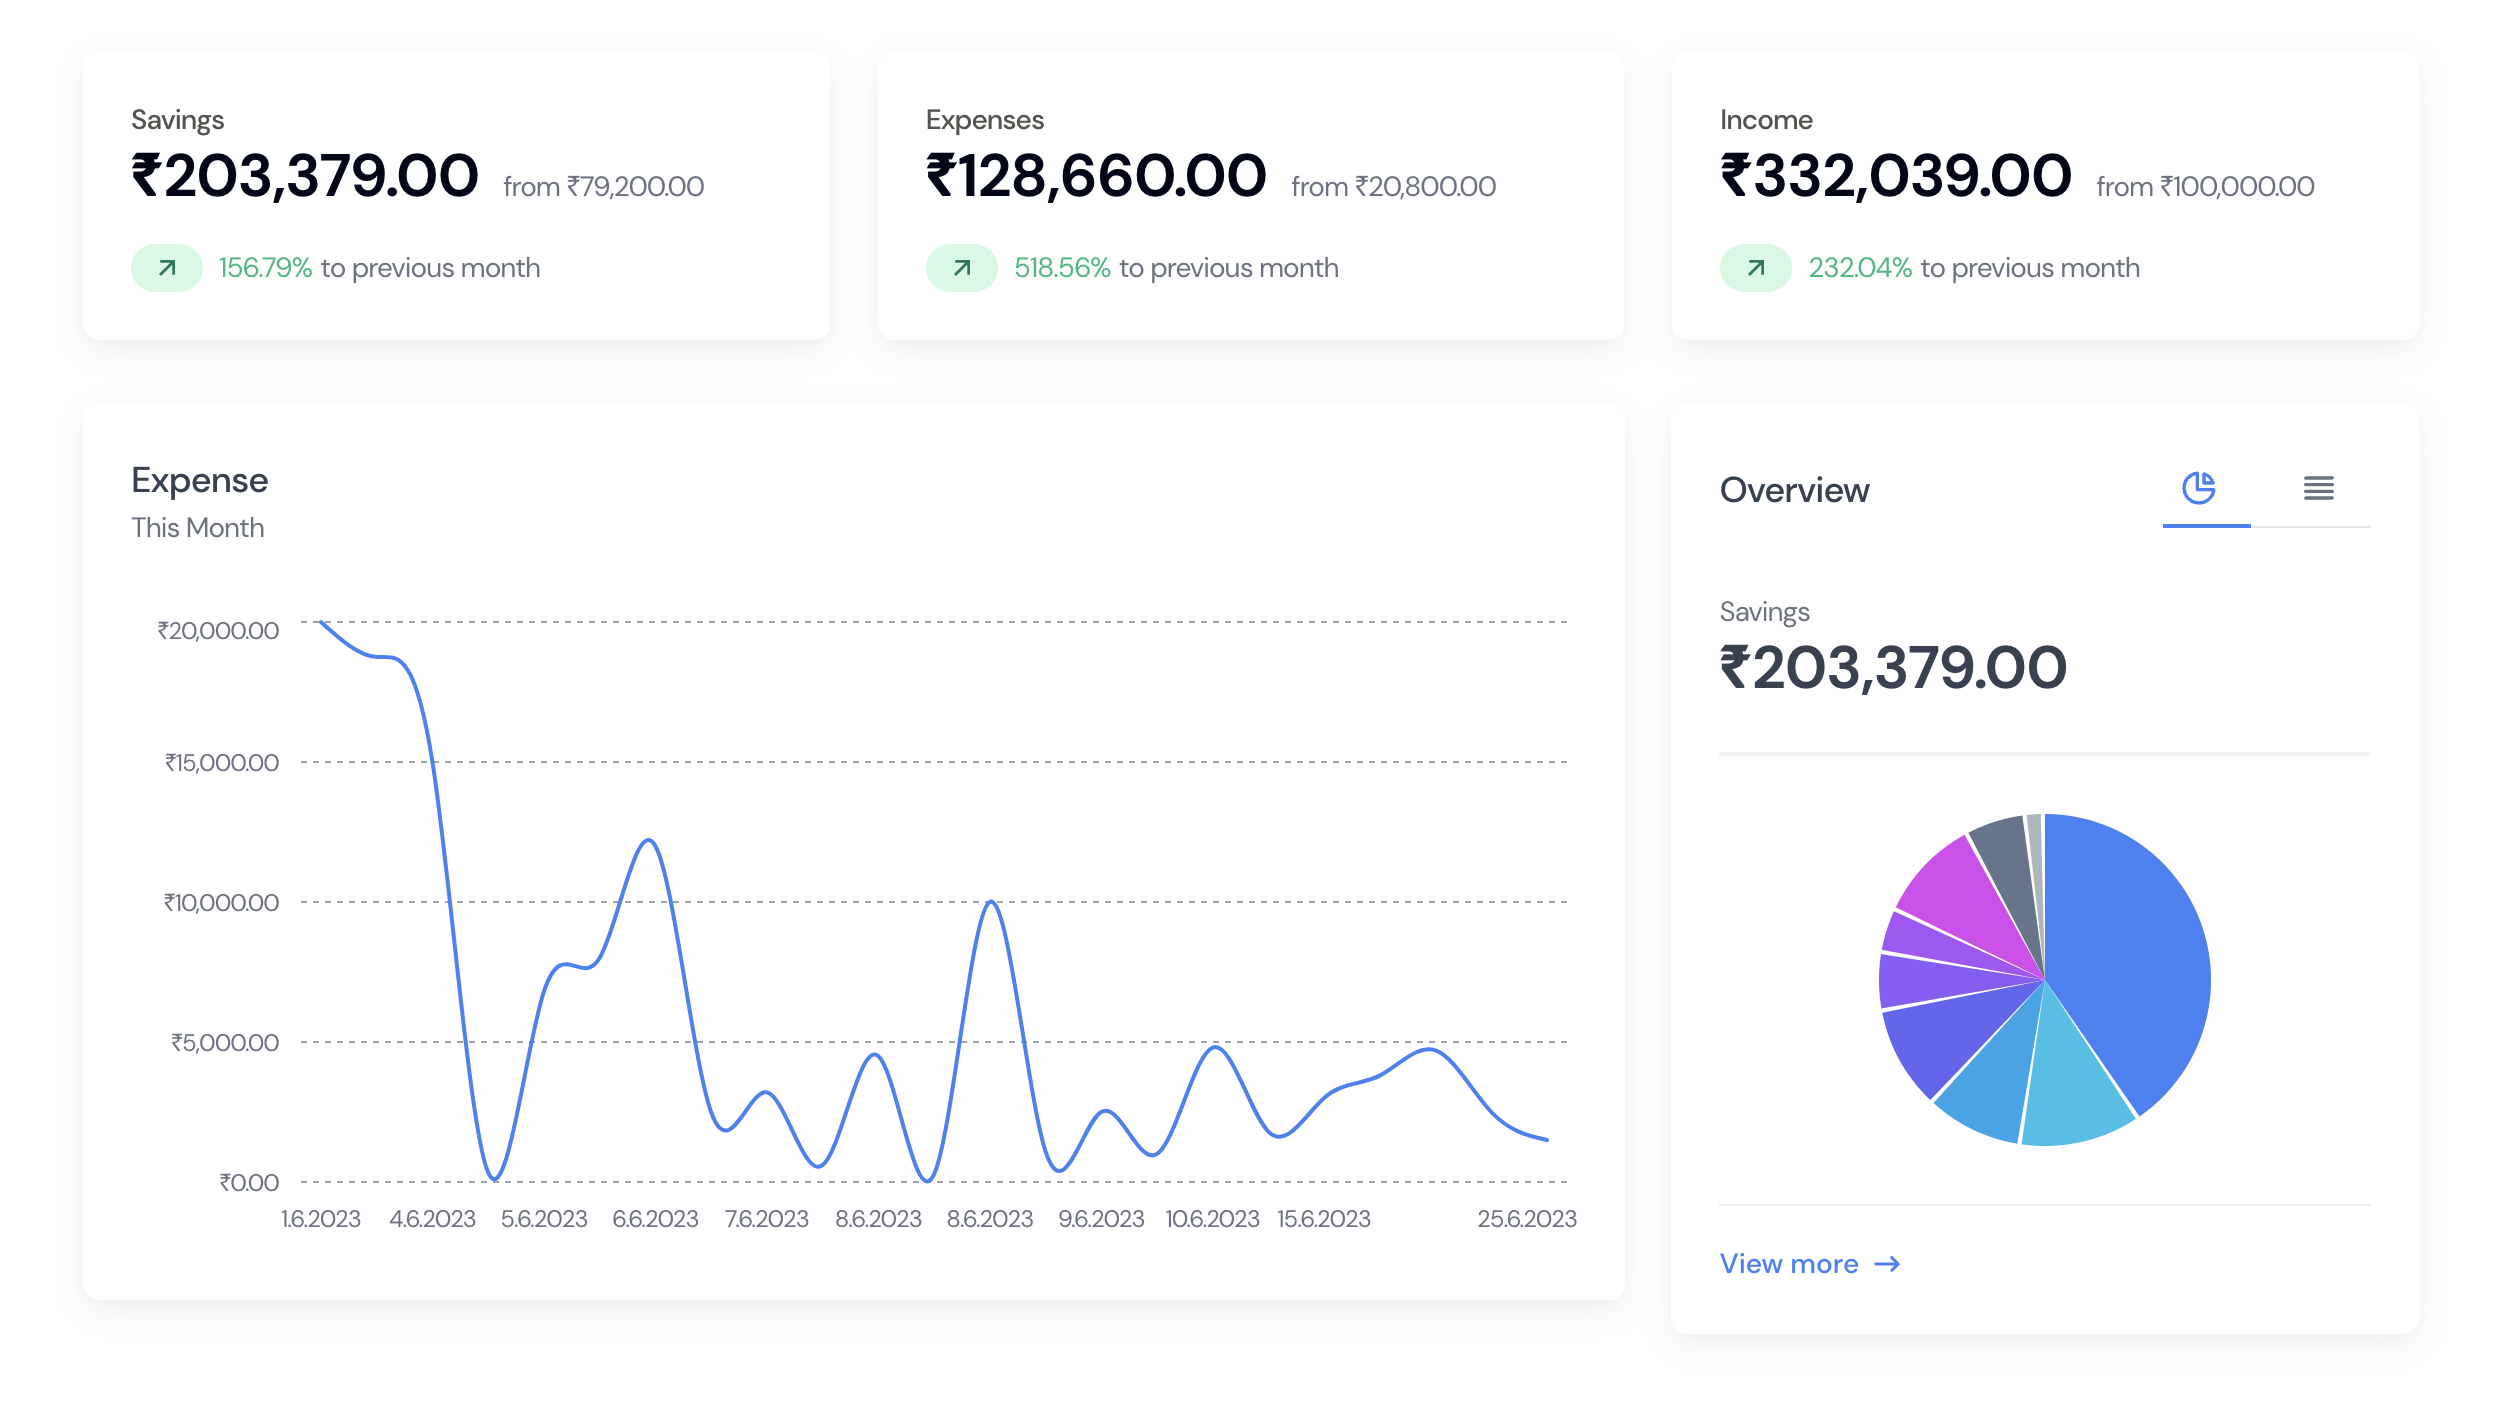 Savings
₹203,379.00 from ₹79,200.00
156.79% to previous month
Expenses
₹128,660.00 from ₹20,800.00
518.56% to previous month
Income
₹332,039.00 from ₹100,000.00
232.04% to previous month
Expense
This Month
₹20,000.00
₹15,000.00
₹10,000.00
₹5,000.00
₹0.00
1.6.2023 4.6.2023 5.6.2023 6.6.2023 7.6.2023 8.6.2023 8.6.2023 9.6.2023 10.6.2023 15.6.2023 25.6.2023
Overview
Savings
₹203,379.00
View more